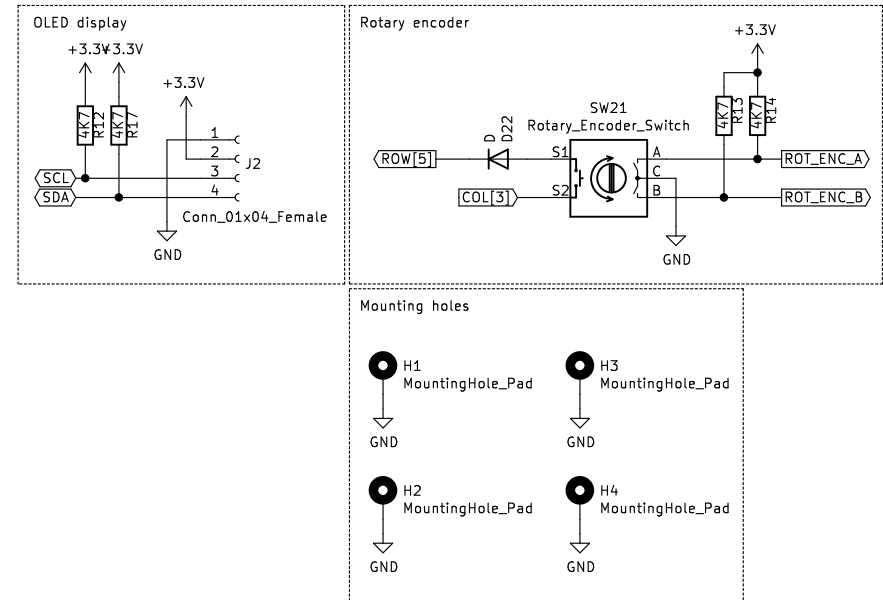 OLED display
+3.3V
+3.3V
+3.3V
4K7
R12
4K7
R17
1
2
3
4
J2
SCL
SDA
Conn_01x04_Female
GND
Rotary encoder
+3.3V
4K7
R13
4K7
R14
SW21
Rotary_Encoder_Switch
D
D22
ROW[5]
S1
A
ROT_ENC_A
C
COL[3]
S2
B
ROT_ENC_B
GND
Mounting holes
H1
MountingHole_Pad
GND
H3
MountingHole_Pad
GND
H2
MountingHole_Pad
GND
H4
MountingHole_Pad
GND